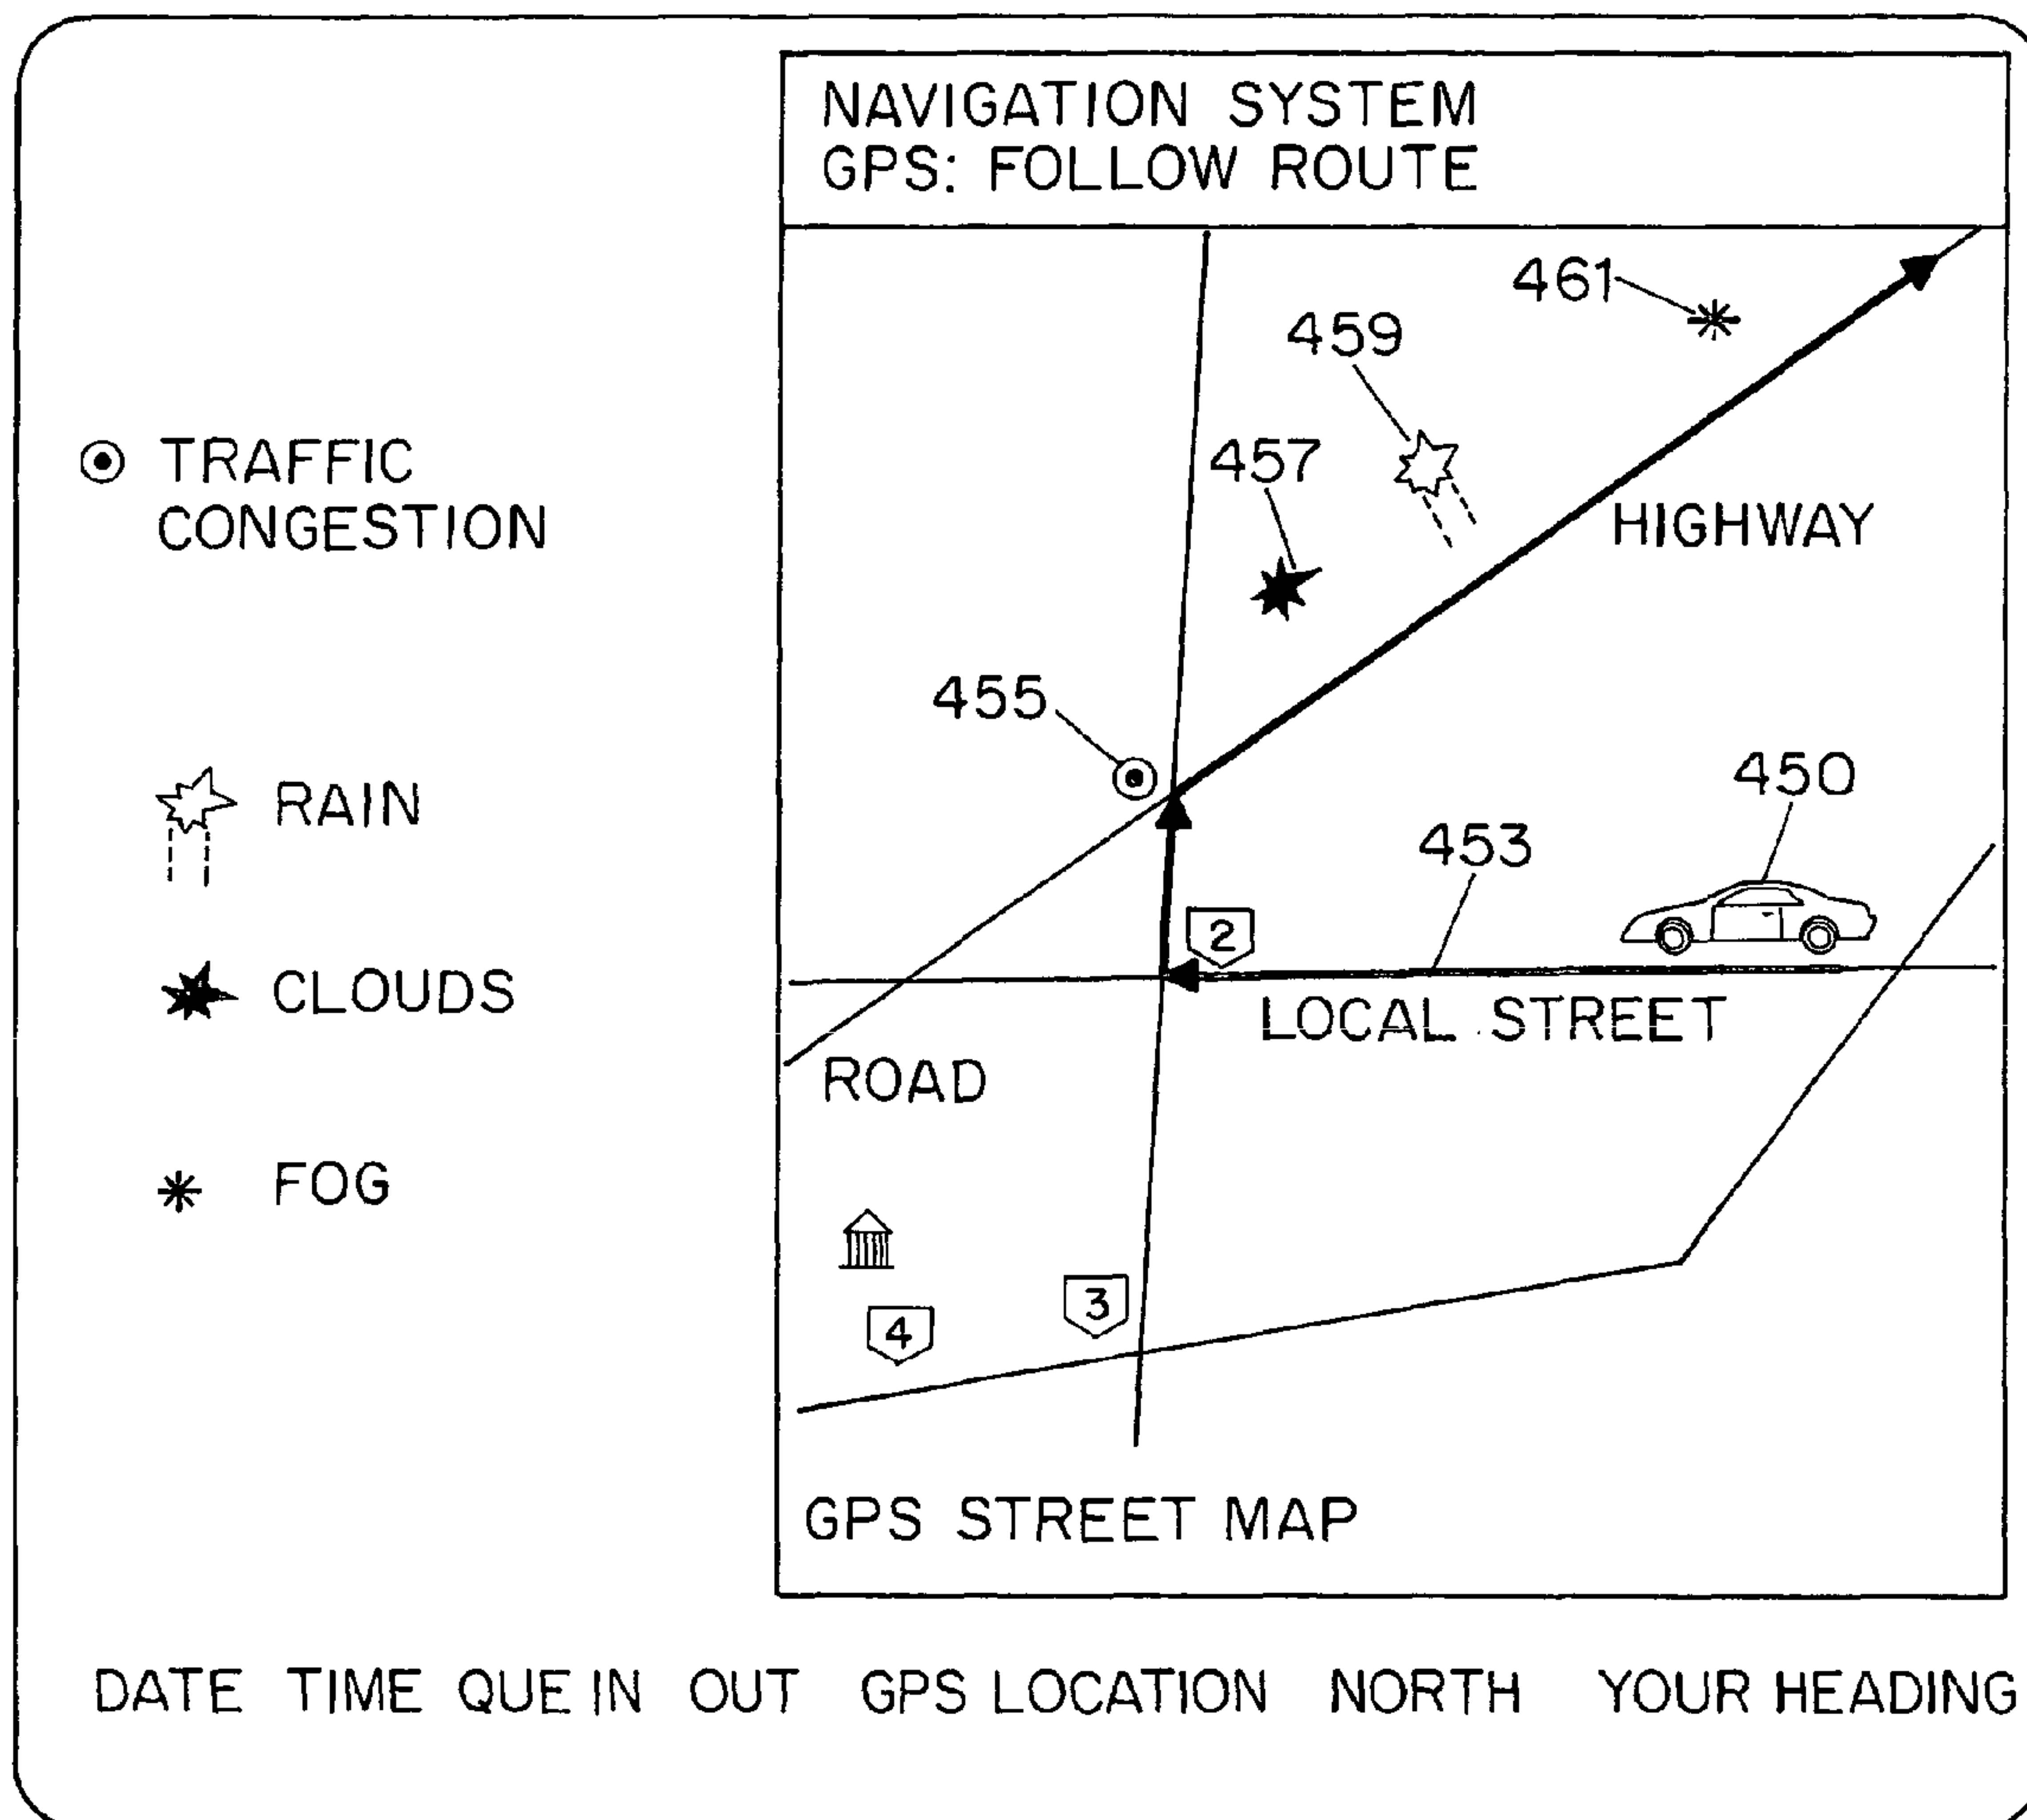 NAVIGATION SYSTEM
GPS: FOLLOW ROUTE
461
459
457
TRAFFIC
CONGESTION
HIGHWAY
455
450
RAIN
453
2
CLOUDS
LOCAL STREET
ROAD
FOG
3
4
GPS STREET MAP
DATE TIME QUE IN OUT GPS LOCATION NORTH YOUR HEADING